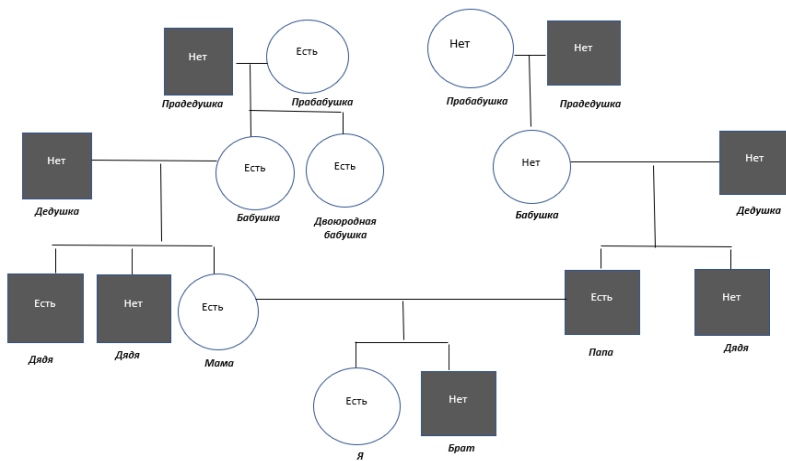 Нет
Есть
Нет
Нет
Прадедушка
Прабабушка
Прабабушка
Прадедушка
Нет
Есть
Есть
Нет
Нет
Дедушка
Бабушка
Двоюродная
бабушка
Бабушка
Дедушка
Есть
Нет
Есть
Есть
Нет
Дядя
Дядя
Мама
Папа
Дядя
Есть
Нет
Я
Брат